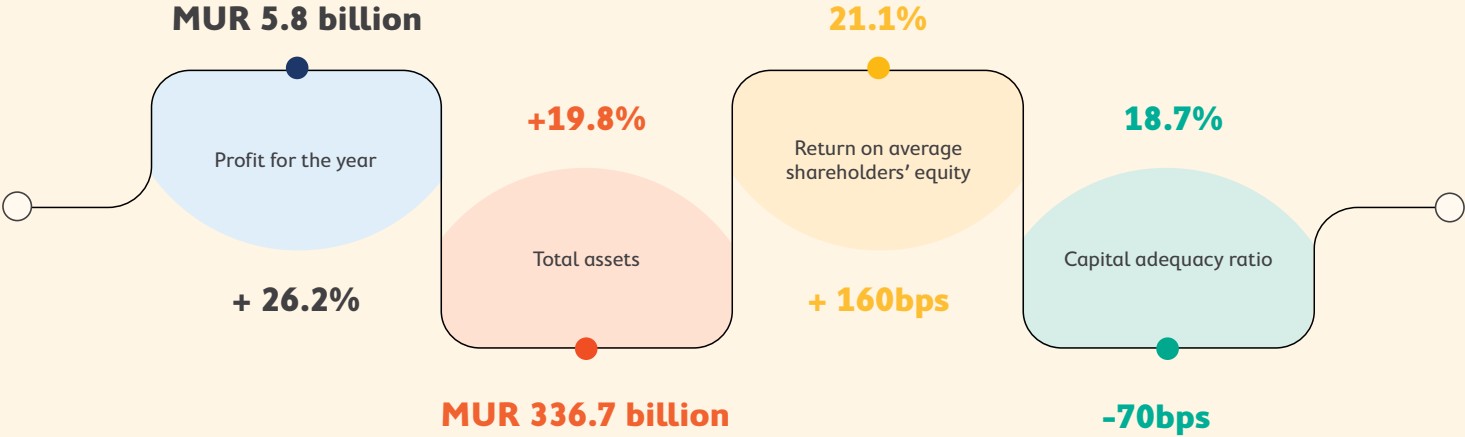 MUR 5.8 billion
Profit for the year
+ 26.2%
+19.8%
Total assets
MUR 336.7 billion
21.1%
Return on average
shareholders’ equity
+ 160bps
18.7%
Capital adequacy ratio
-70bps